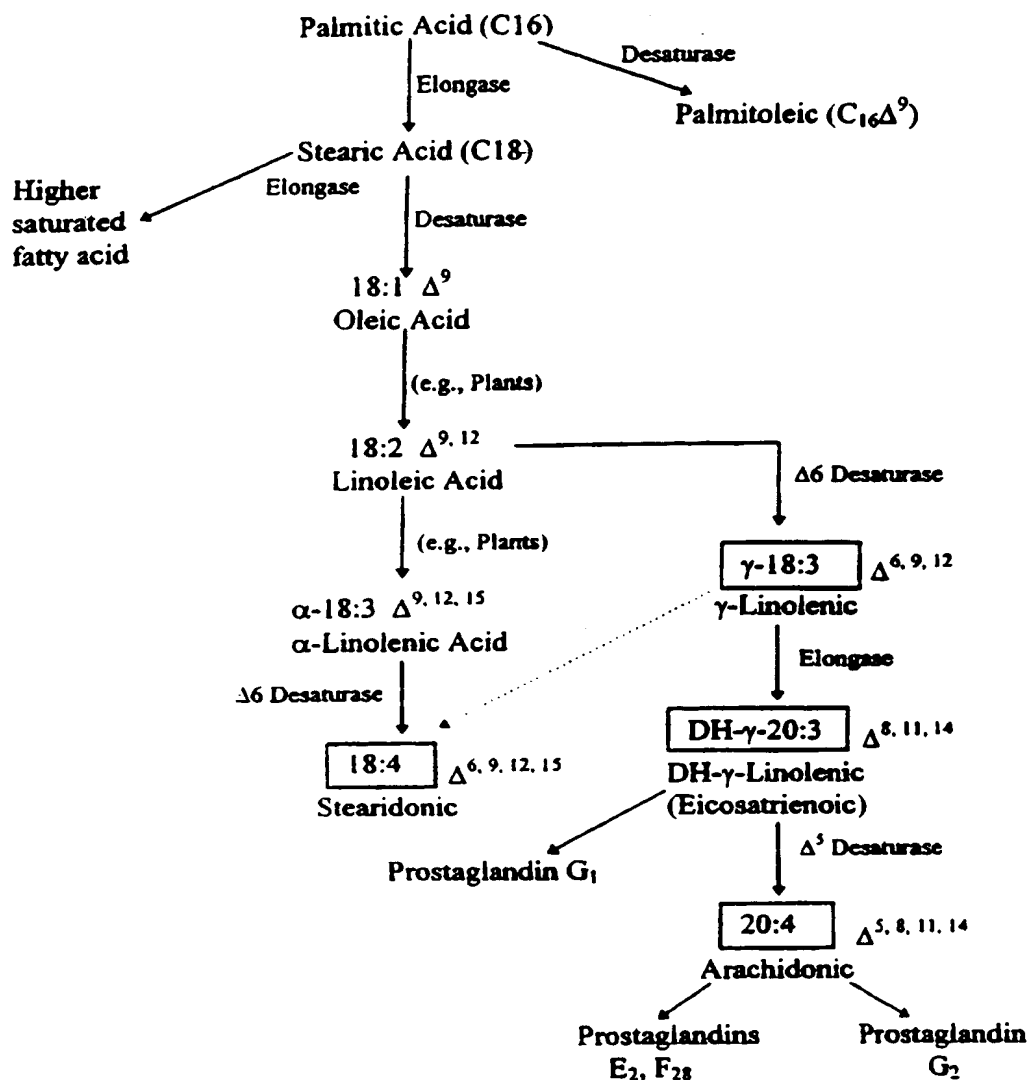 Palmitic Acid (C16)
Desaturase
Elongase
Palmitoleic (C₁₆Δ⁹)
Stearic Acid (C18)
Elongase
Higher
saturated
fatty acid
Desaturase
18:1 Δ⁹
Oleic Acid
(e.g., Plants)
18:2 Δ⁹, ¹²
Linoleic Acid
Δ6 Desaturase
(e.g., Plants)
γ-18:3 Δ⁶, ⁹, ¹²
γ-Linolenic
α-18:3 Δ⁹, ¹², ¹⁵
α-Linolenic Acid
Elongase
Δ6 Desaturase
DH-γ-20:3 Δ⁸, ¹¹, ¹⁴
DH-γ-Linolenic
(Eicosatrienoic)
18:4 Δ⁶, ⁹, ¹², ¹⁵
Stearidonic
Δ⁵ Desaturase
Prostaglandin G₁
20:4 Δ⁵, ⁸, ¹¹, ¹⁴
Arachidonic
Prostaglandins
E₂, F₂₈
Prostaglandin
G₂